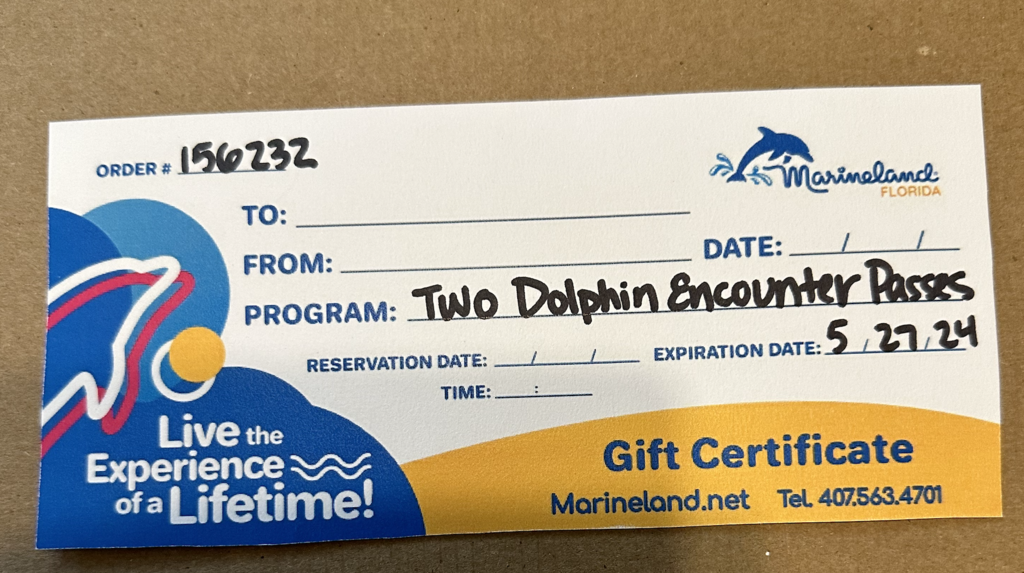 ORDER # 156232
Marineland
FLORIDA
TO:
FROM:
DATE: / /
PROGRAM: Two Dolphin Encounter Passes
RESERVATION DATE: / / EXPIRATION DATE: 5 / 27 / 24
TIME: :
Live the
Experience
of a Lifetime!
Gift Certificate
Marineland.net Tel. 407.563.4701